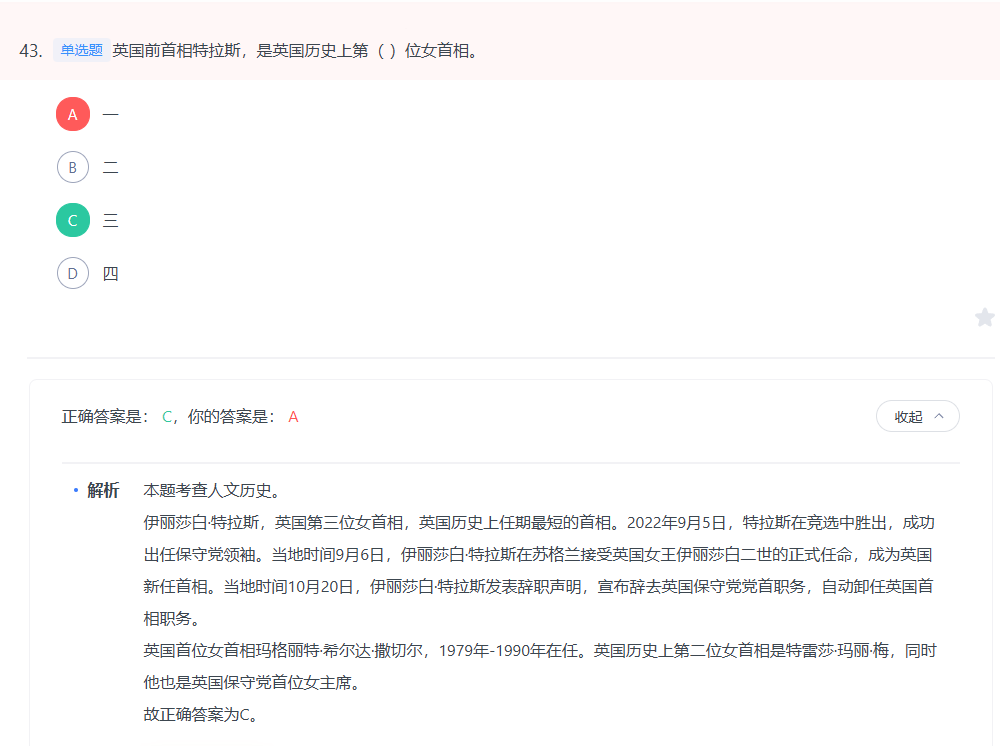 43. 单选题 英国前首相特拉斯，是英国历史上第（ ）位女首相。
A 一
B 二
C 三
D 四
正确答案是： C，你的答案是： A
收起
解析 本题考查人文历史。
伊丽莎白·特拉斯，英国第三位女首相，英国历史上任期最短的首相。2022年9月5日，特拉斯在竞选中胜出，成功
出任保守党领袖。当地时间9月6日，伊丽莎白·特拉斯在苏格兰接受英国女王伊丽莎白二世的正式任命，成为英国
新任首相。当地时间10月20日，伊丽莎白·特拉斯发表辞职声明，宣布辞去英国保守党党首职务，自动卸任英国首
相职务。
英国首位女首相玛格丽特·希尔达·撒切尔，1979年-1990年在任。英国历史上第二位女首相是特雷莎·玛丽·梅，同时
他也是英国保守党首位女主席。
故正确答案为C。